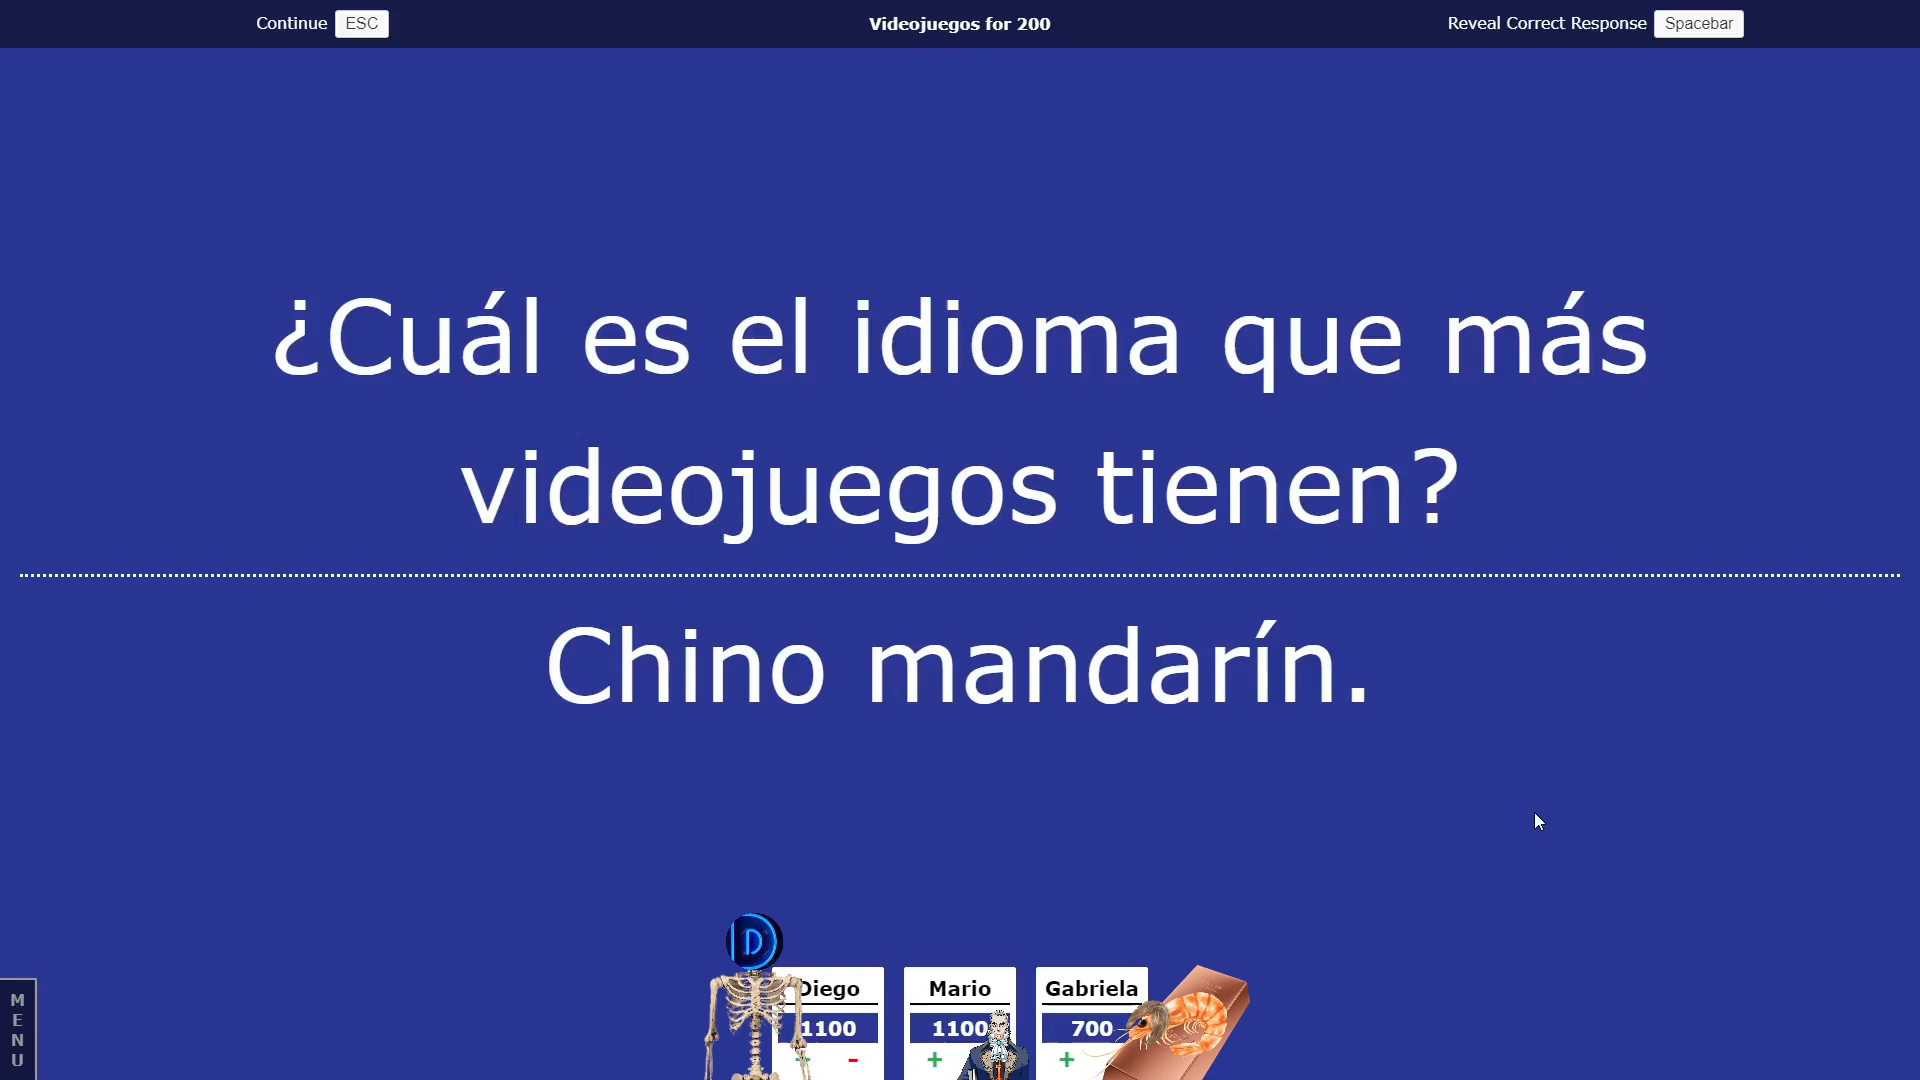 Continue ESC
Videojuegos for 200
Reveal Correct Response Spacebar
¿Cuál es el idioma que más
videojuegos tienen?
Chino mandarín.
MENU
D
Diego
1100
+ -
Mario
1100
+
Gabriela
700
+